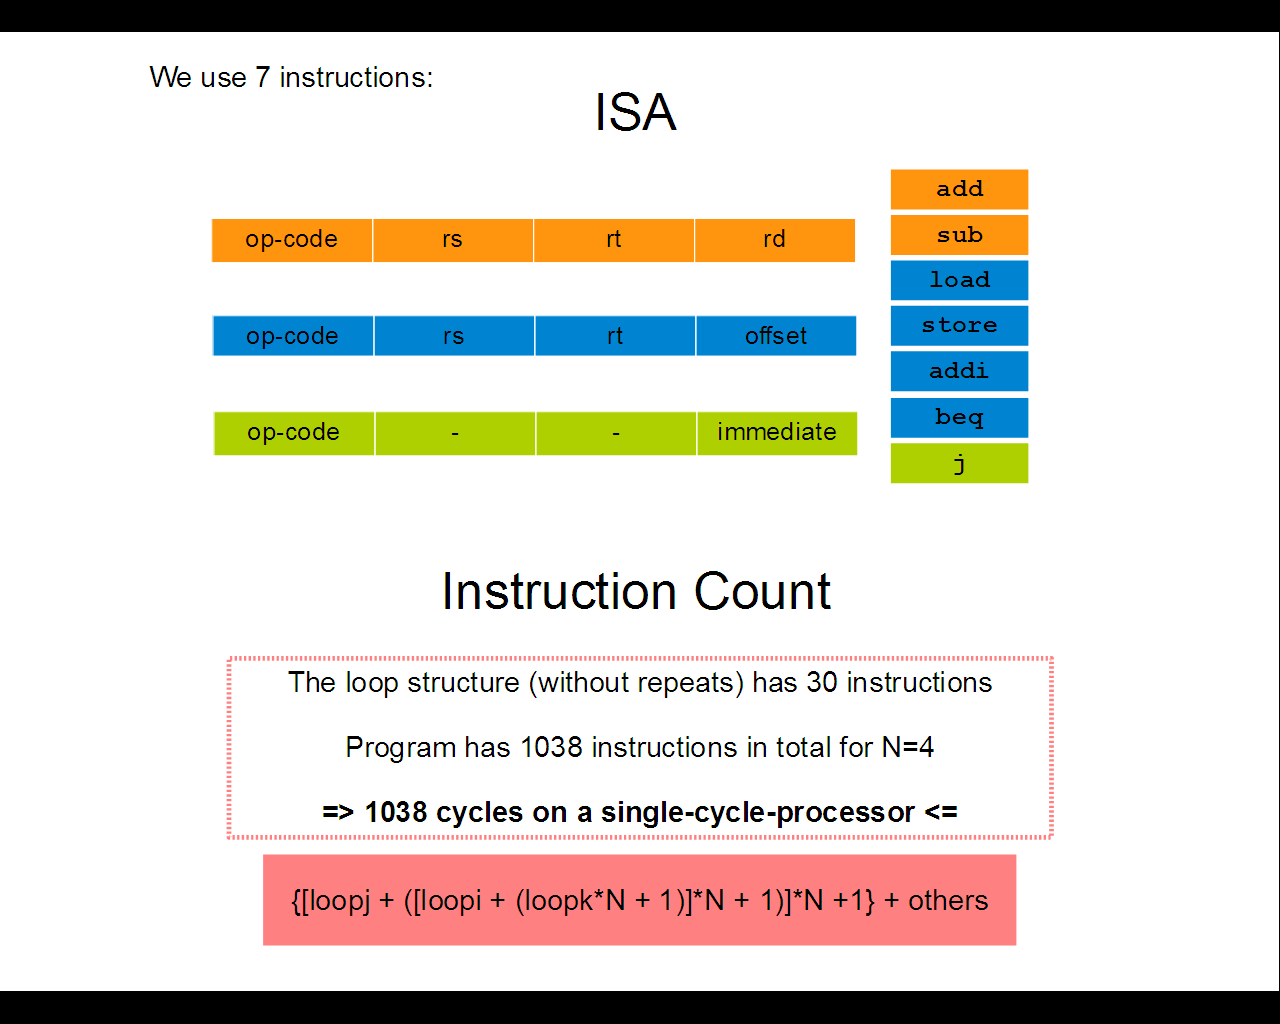 We use 7 instructions:
ISA
op-code rs rt rd
op-code rs rt offset
op-code - - immediate
add
sub
load
store
addi
beq
j
Instruction Count
The loop structure (without repeats) has 30 instructions
Program has 1038 instructions in total for N=4
=> 1038 cycles on a single-cycle-processor <=
{[loopj + ([loopi + (loopk*N + 1)]*N + 1)]*N +1} + others